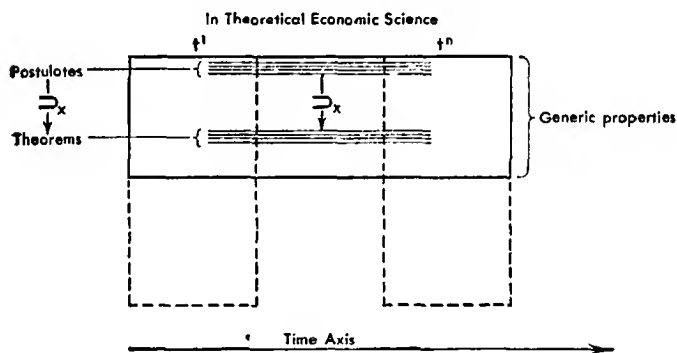 In Theoretical Economic Science
t¹ tⁿ
Postulates
⊃x ⊃x
Theorems
Generic properties
Time Axis